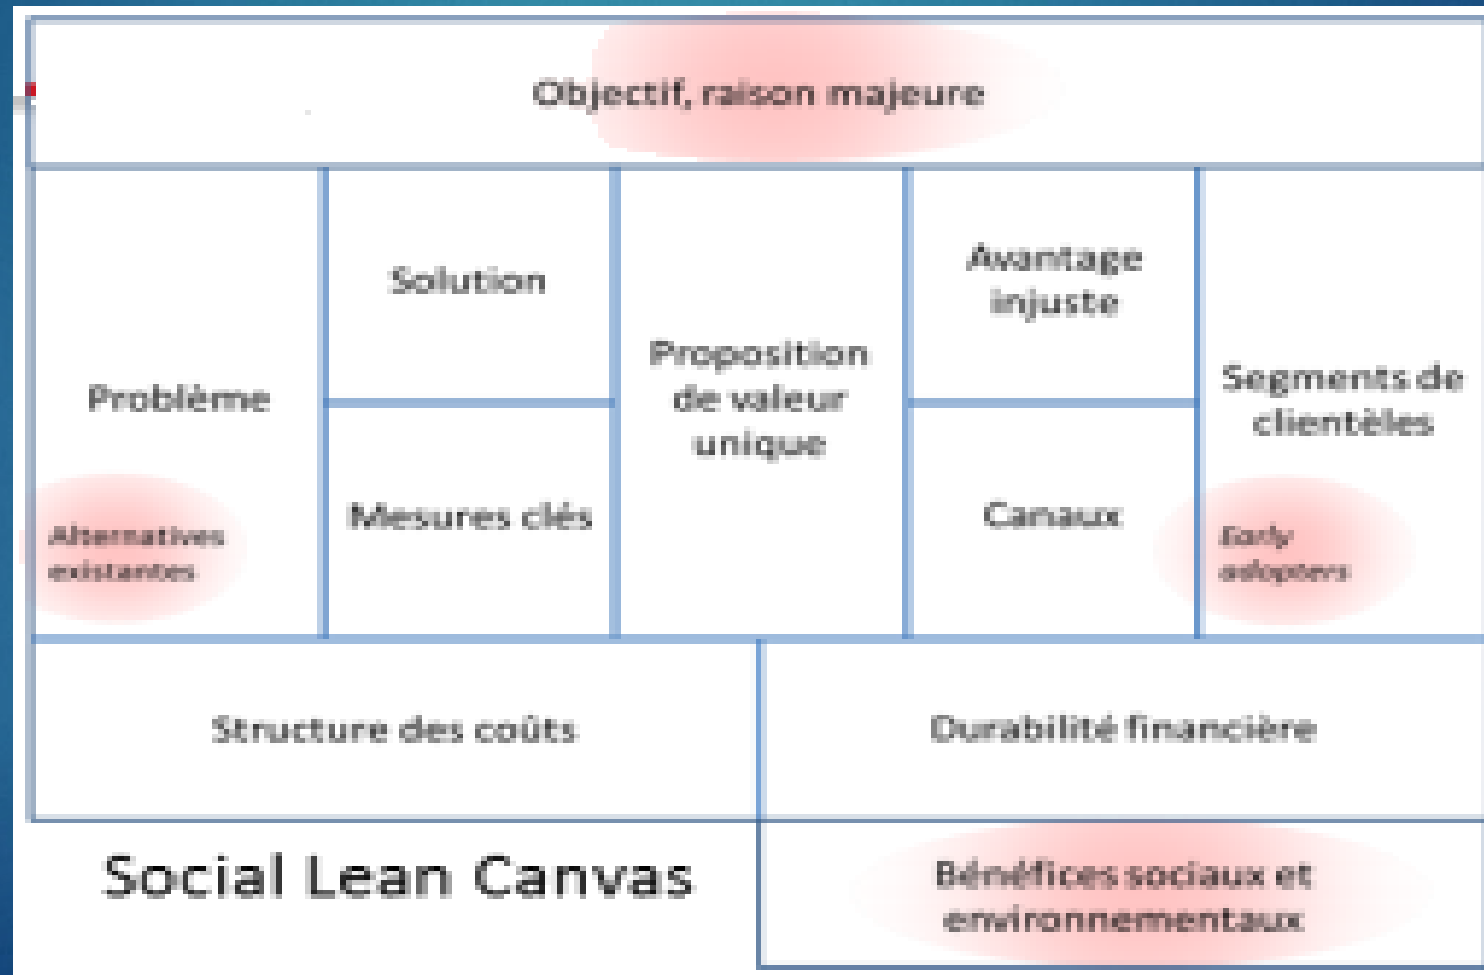 Objectif, raison majeure
Problème
Alternatives
existantes
Solution
Mesures clés
Proposition
de valeur
unique
Avantage
injuste
Canaux
Segments de
clientèles
Early
adopters
Structure des coûts
Durabilité financière
Social Lean Canvas
Bénéfices sociaux et
environnementaux